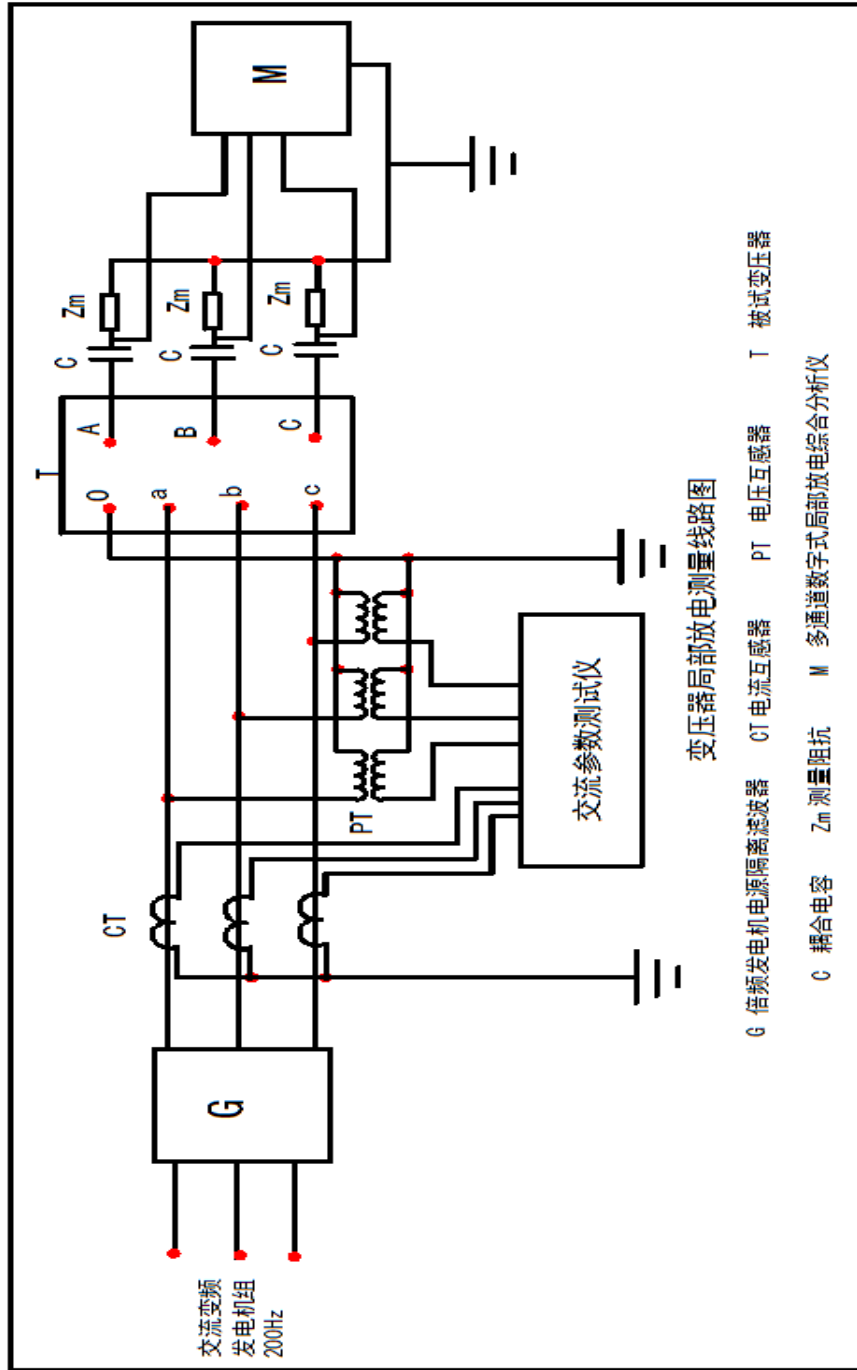 交流变频
发电机组
200Hz
G
CT
PT
交流参数测试仪
T
O
a
b
c
A
B
C
C
Zm
C
Zm
C
Zm
M
变压器局部放电测量线路图
G 倍频发电机电源隔离滤波器 CT电流互感器 PT 电压互感器 T 被试变压器
C 耦合电容 Zm 测量阻抗 M 多通道数字式局部放电综合分析仪